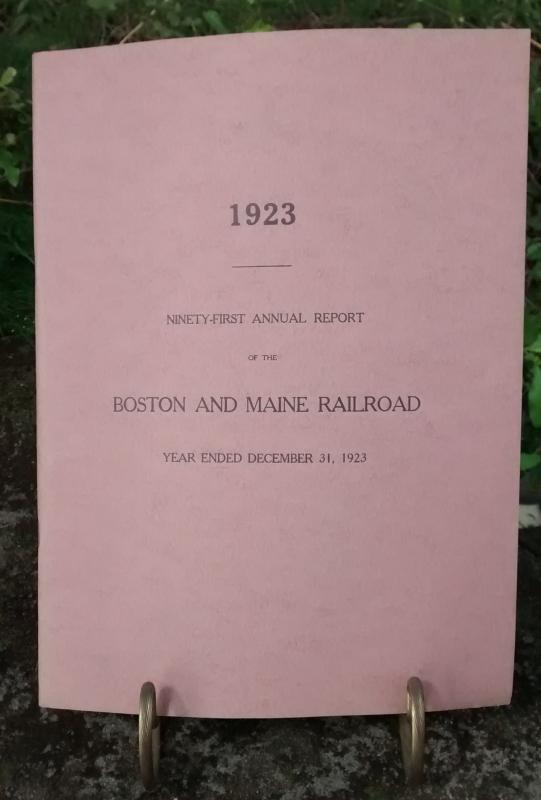 1923
NINETY-FIRST ANNUAL REPORT
OF THE
BOSTON AND MAINE RAILROAD
YEAR ENDED DECEMBER 31, 1923